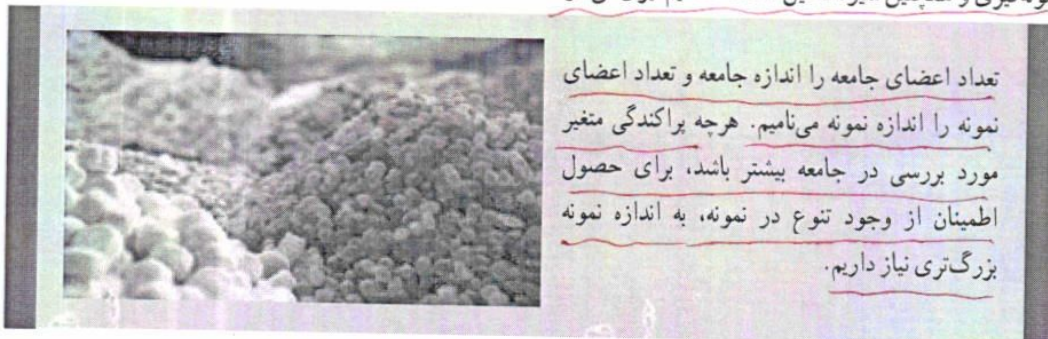 تعداد اعضای جامعه را اندازه جامعه و تعداد اعضای
نمونه را اندازه نمونه می‌نامیم. هرچه پراکندگی متغیر
مورد بررسی در جامعه بیشتر باشد، برای حصول
اطمینان از وجود تنوع در نمونه، به اندازه نمونه
بزرگ‌تری نیاز داریم.